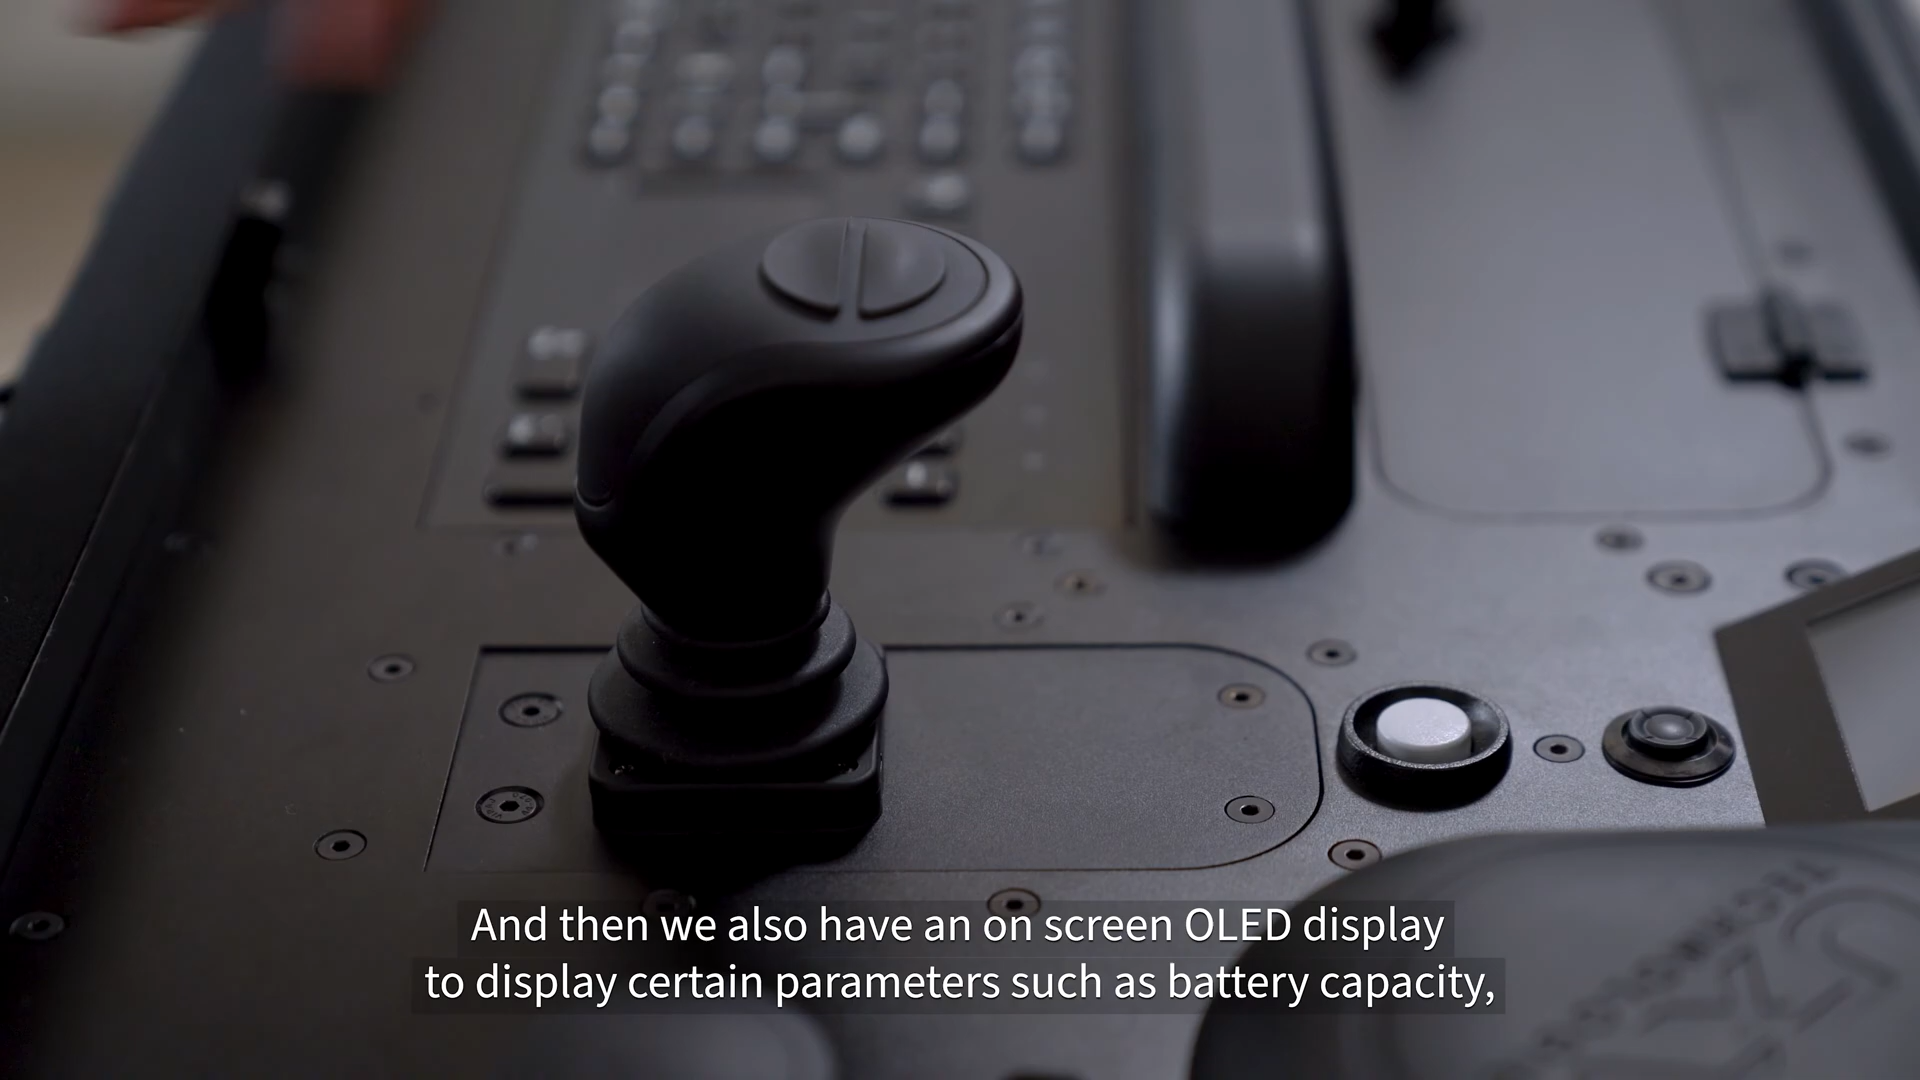 And then we also have an on screen OLED display
to display certain parameters such as battery capacity,